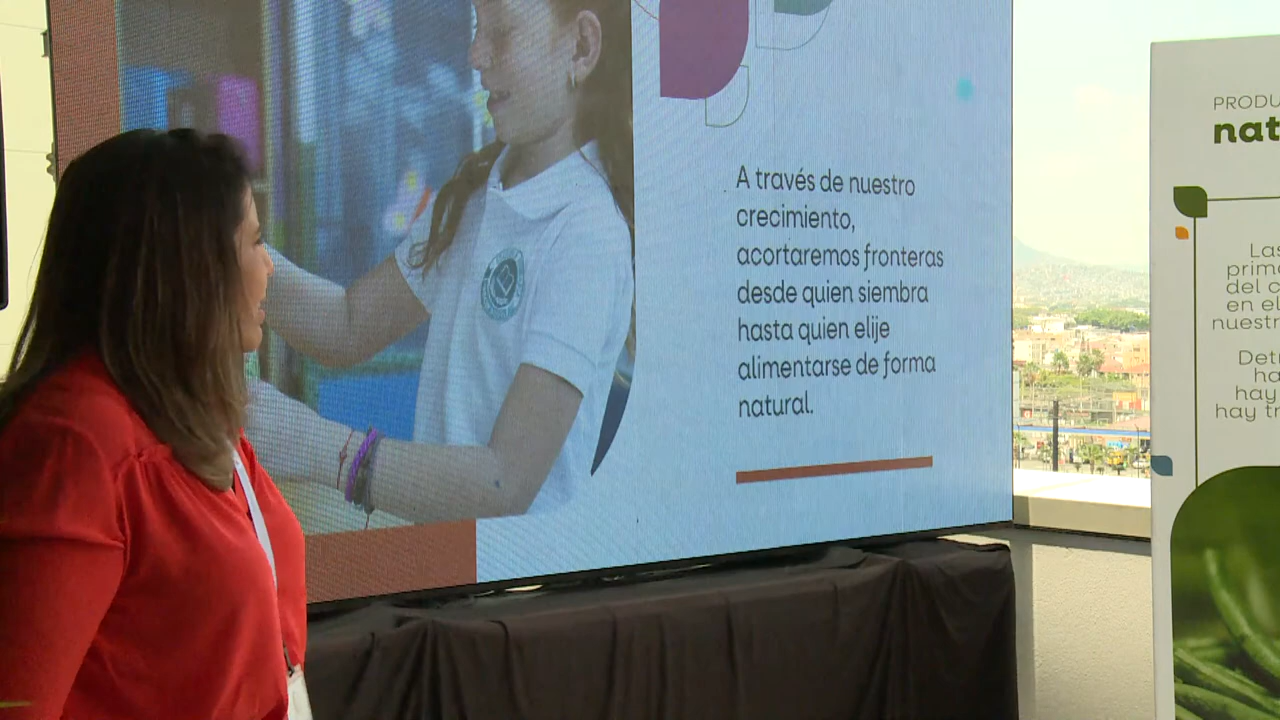 A través de nuestro
crecimiento,
acortaremos fronteras
desde quien siembra
hasta quien elije
alimentarse de forma
natural.
PRODU
nat
Las
prim
del c
en el
nuestr
Det
ha
hay
hay tr